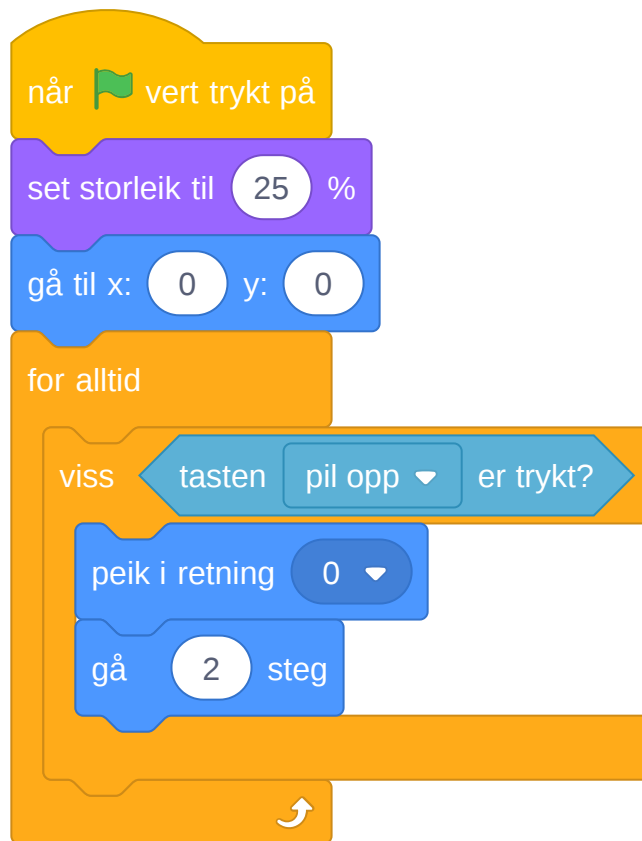 når vert trykt på
set storleik til 25 %
gå til x: 0 y: 0
for alltid
viss tasten pil opp er trykt?
peik i retning 0
gå 2 steg